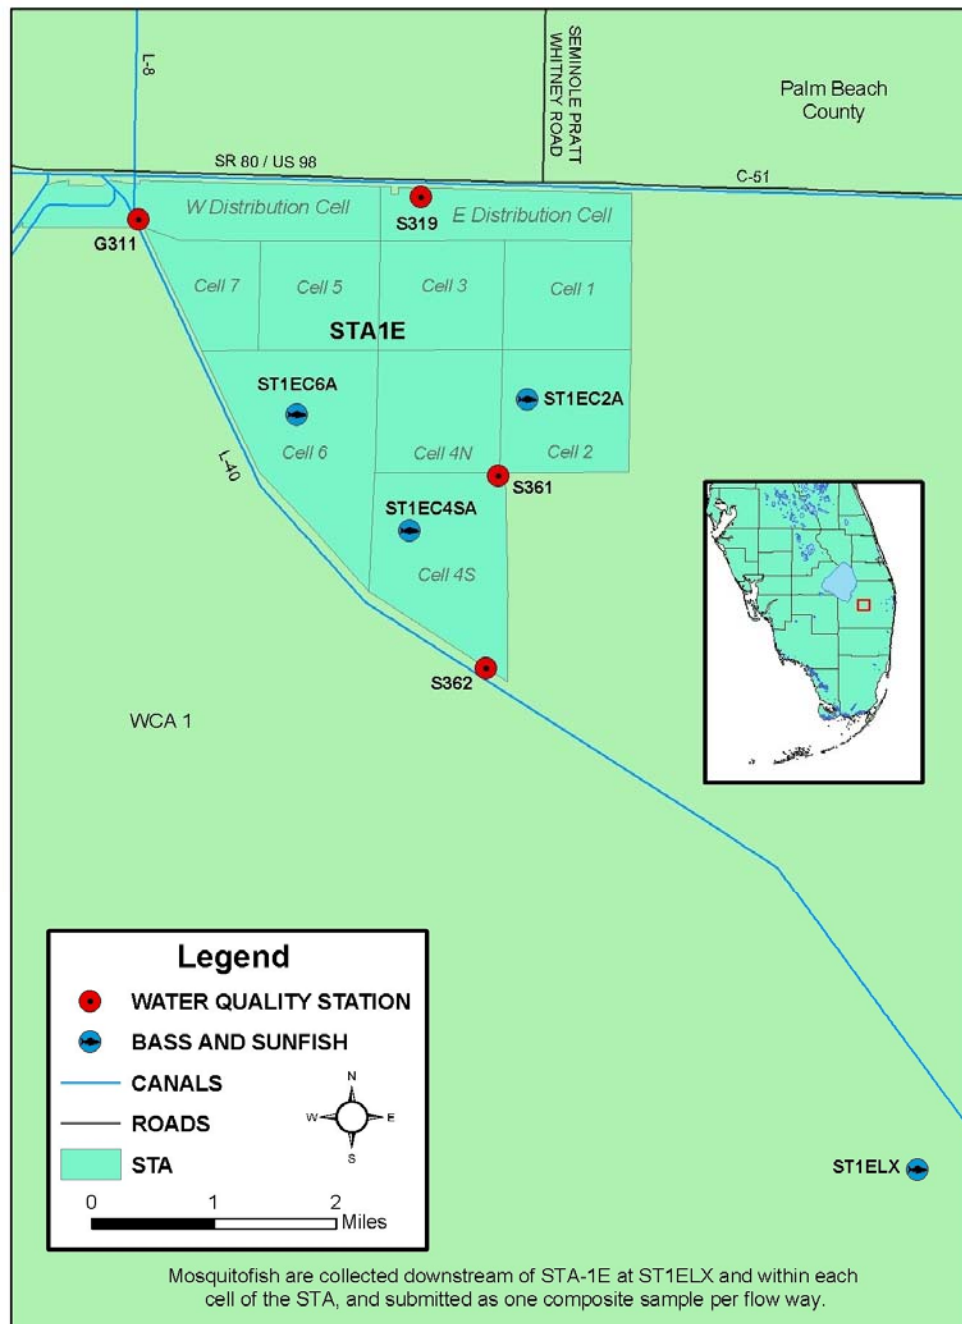 L-8
SEMINOLE PRATT
WHITNEY ROAD
Palm Beach
County
SR 80 / US 98
C-51
W Distribution Cell
E Distribution Cell
S319
G311
Cell 7
Cell 5
Cell 3
Cell 1
STA1E
ST1EC6A
ST1EC2A
Cell 6
Cell 4N
Cell 2
L-40
S361
ST1EC4SA
Cell 4S
S362
WCA 1
Legend
WATER QUALITY STATION
BASS AND SUNFISH
CANALS
ROADS
STA
N
W
E
S
0
1
2
Miles
ST1ELX
Mosquitofish are collected downstream of STA-1E at ST1ELX and within each
cell of the STA, and submitted as one composite sample per flow way.